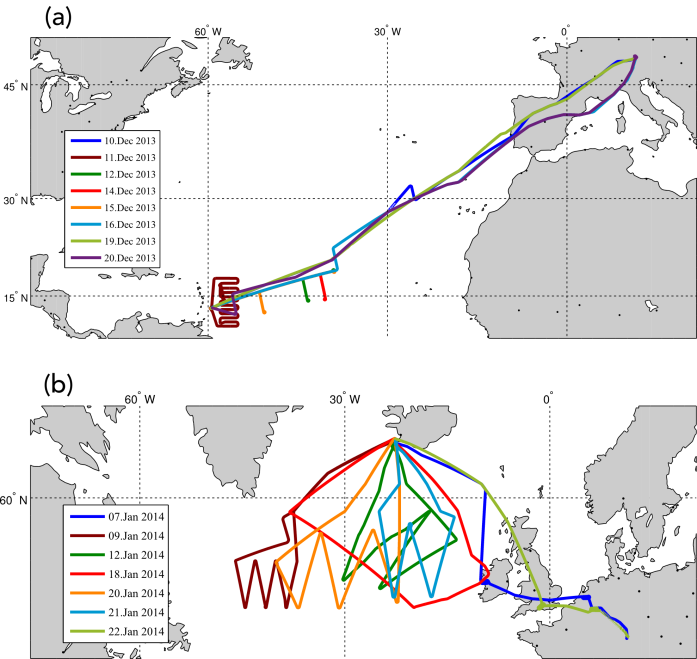 (a)
60° W 30° W 0°
45° N
10.Dec 2013
11.Dec 2013
12.Dec 2013
14.Dec 2013
15.Dec 2013
16.Dec 2013
19.Dec 2013
20.Dec 2013
30° N
15° N
(b)
60° W 30° W 0°
60° N
07.Jan 2014
09.Jan 2014
12.Jan 2014
18.Jan 2014
20.Jan 2014
21.Jan 2014
22.Jan 2014